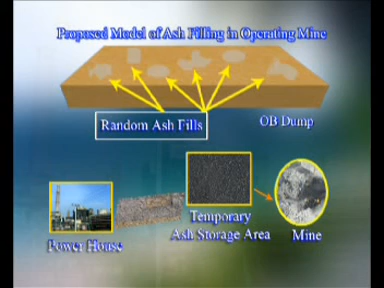 Proposed Model of Ash Filling in Operating Mine
Random Ash Fills
OB Dump
Power House
Temporary
Ash Storage Area
Mine